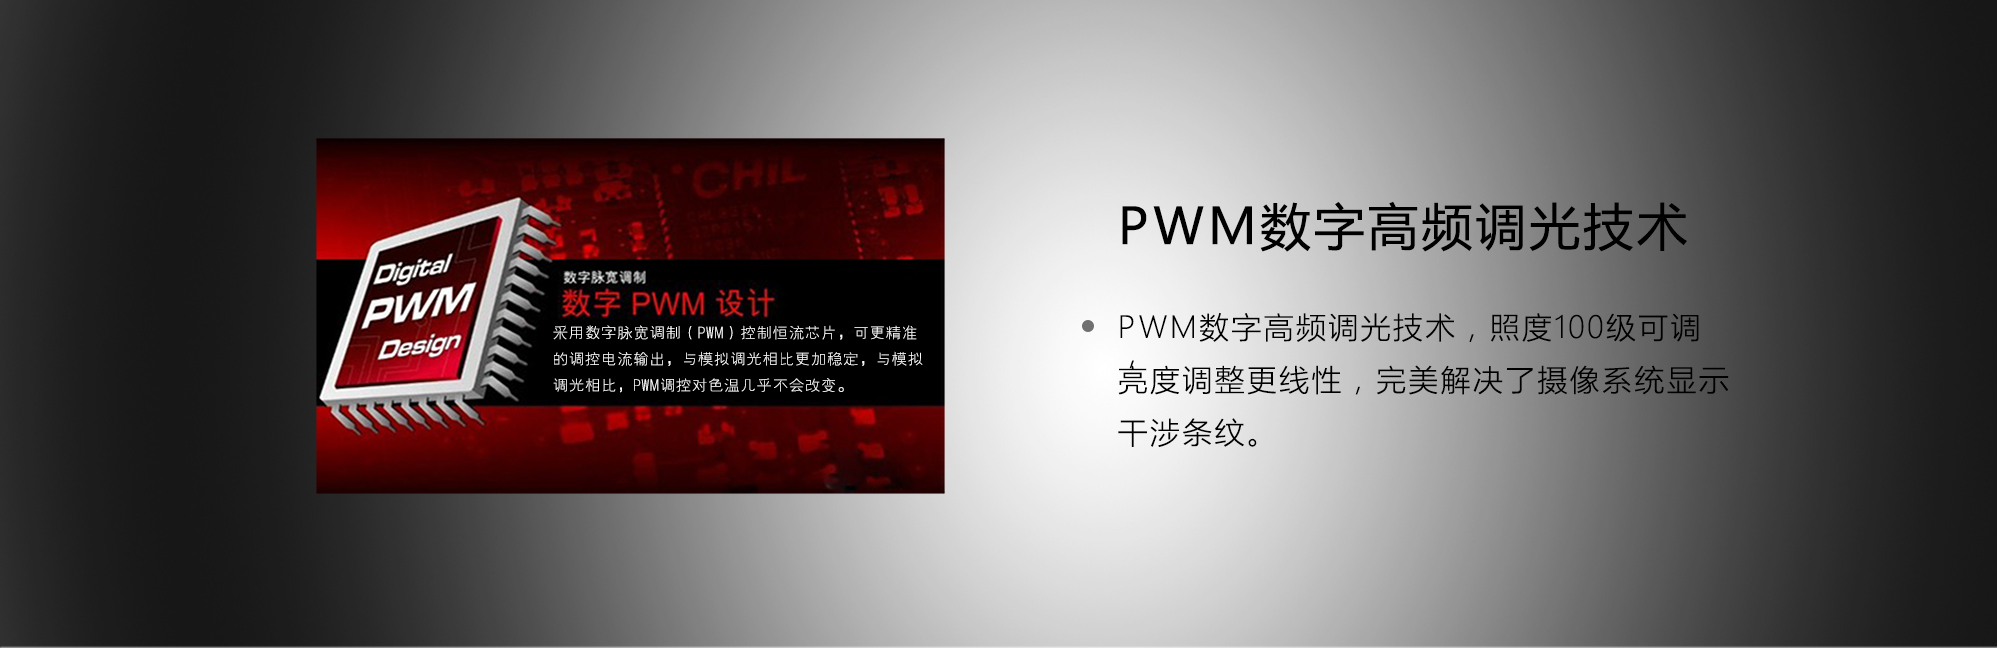 CHiL
Digital
PWM
Design
数字脉宽调制
数字 PWM 设计
采用数字脉宽调制（PWM）控制恒流芯片，可更精准
的调控电流输出，与模拟调光相比更加稳定，与模拟
调光相比，PWM调控对色温几乎不会改变。
PWM数字高频调光技术
PWM数字高频调光技术，照度100级可调，
亮度调整更线性，完美解决了摄像系统显示
干涉条纹。